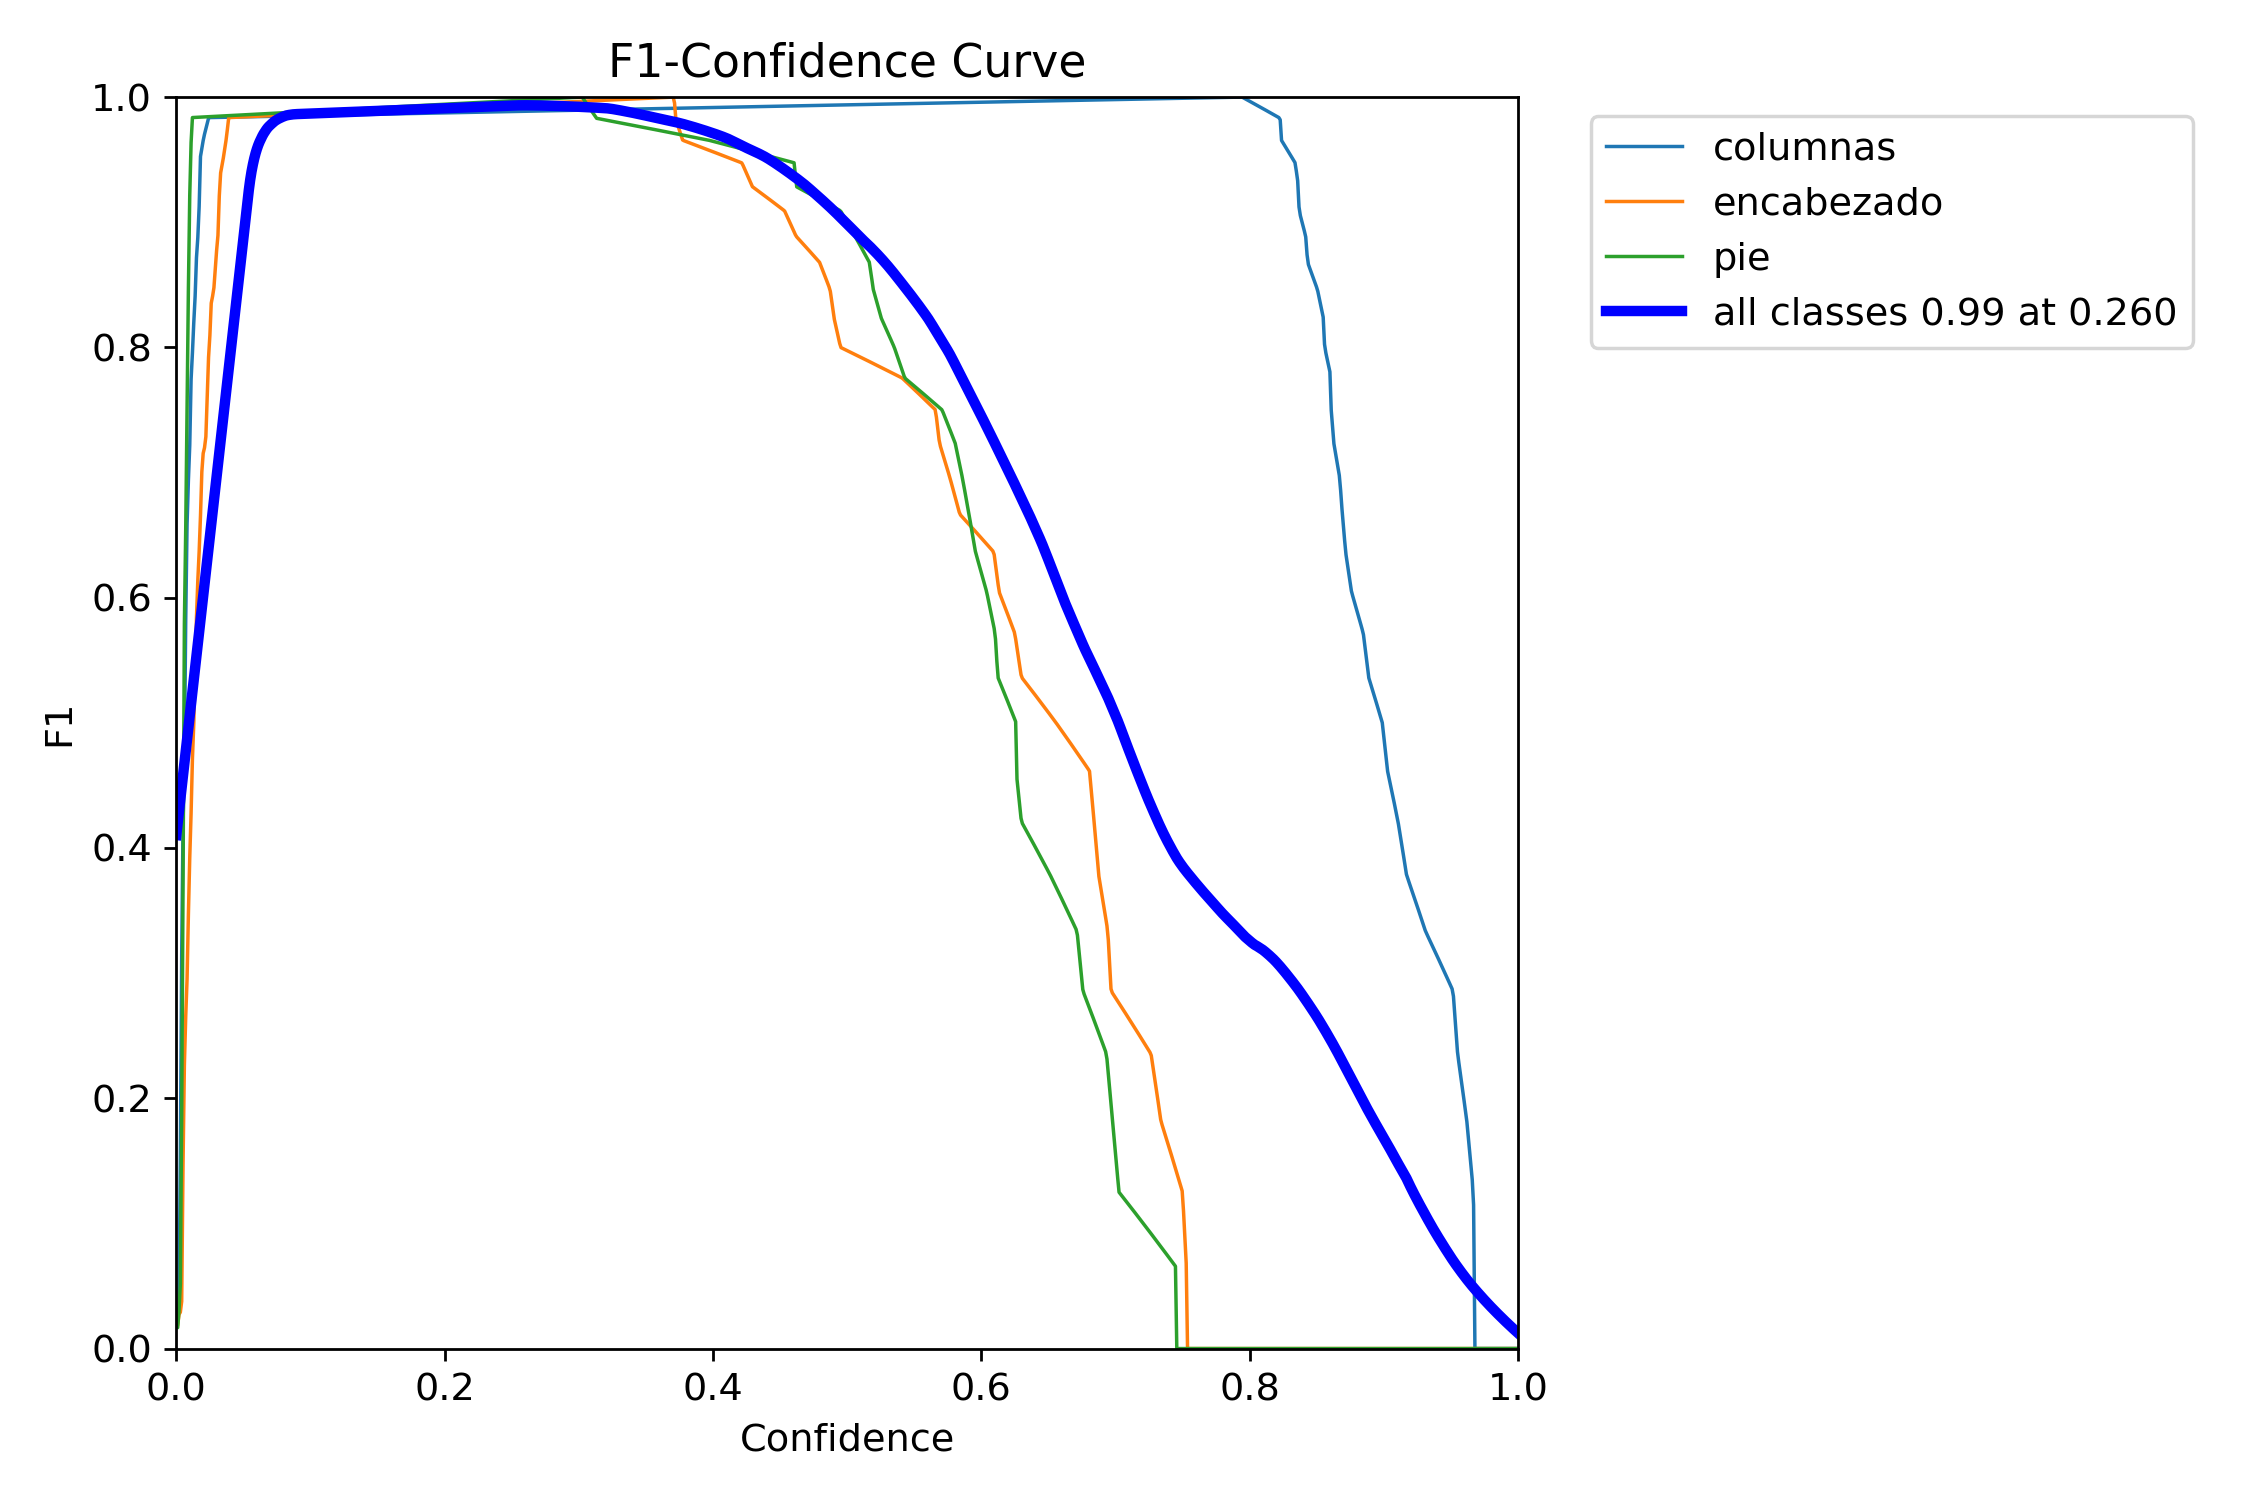 F1-Confidence Curve
1.0
0.8
0.6
0.4
0.2
0.0
F1
0.0 0.2 0.4 0.6 0.8 1.0
Confidence
columnas
encabezado
pie
all classes 0.99 at 0.260